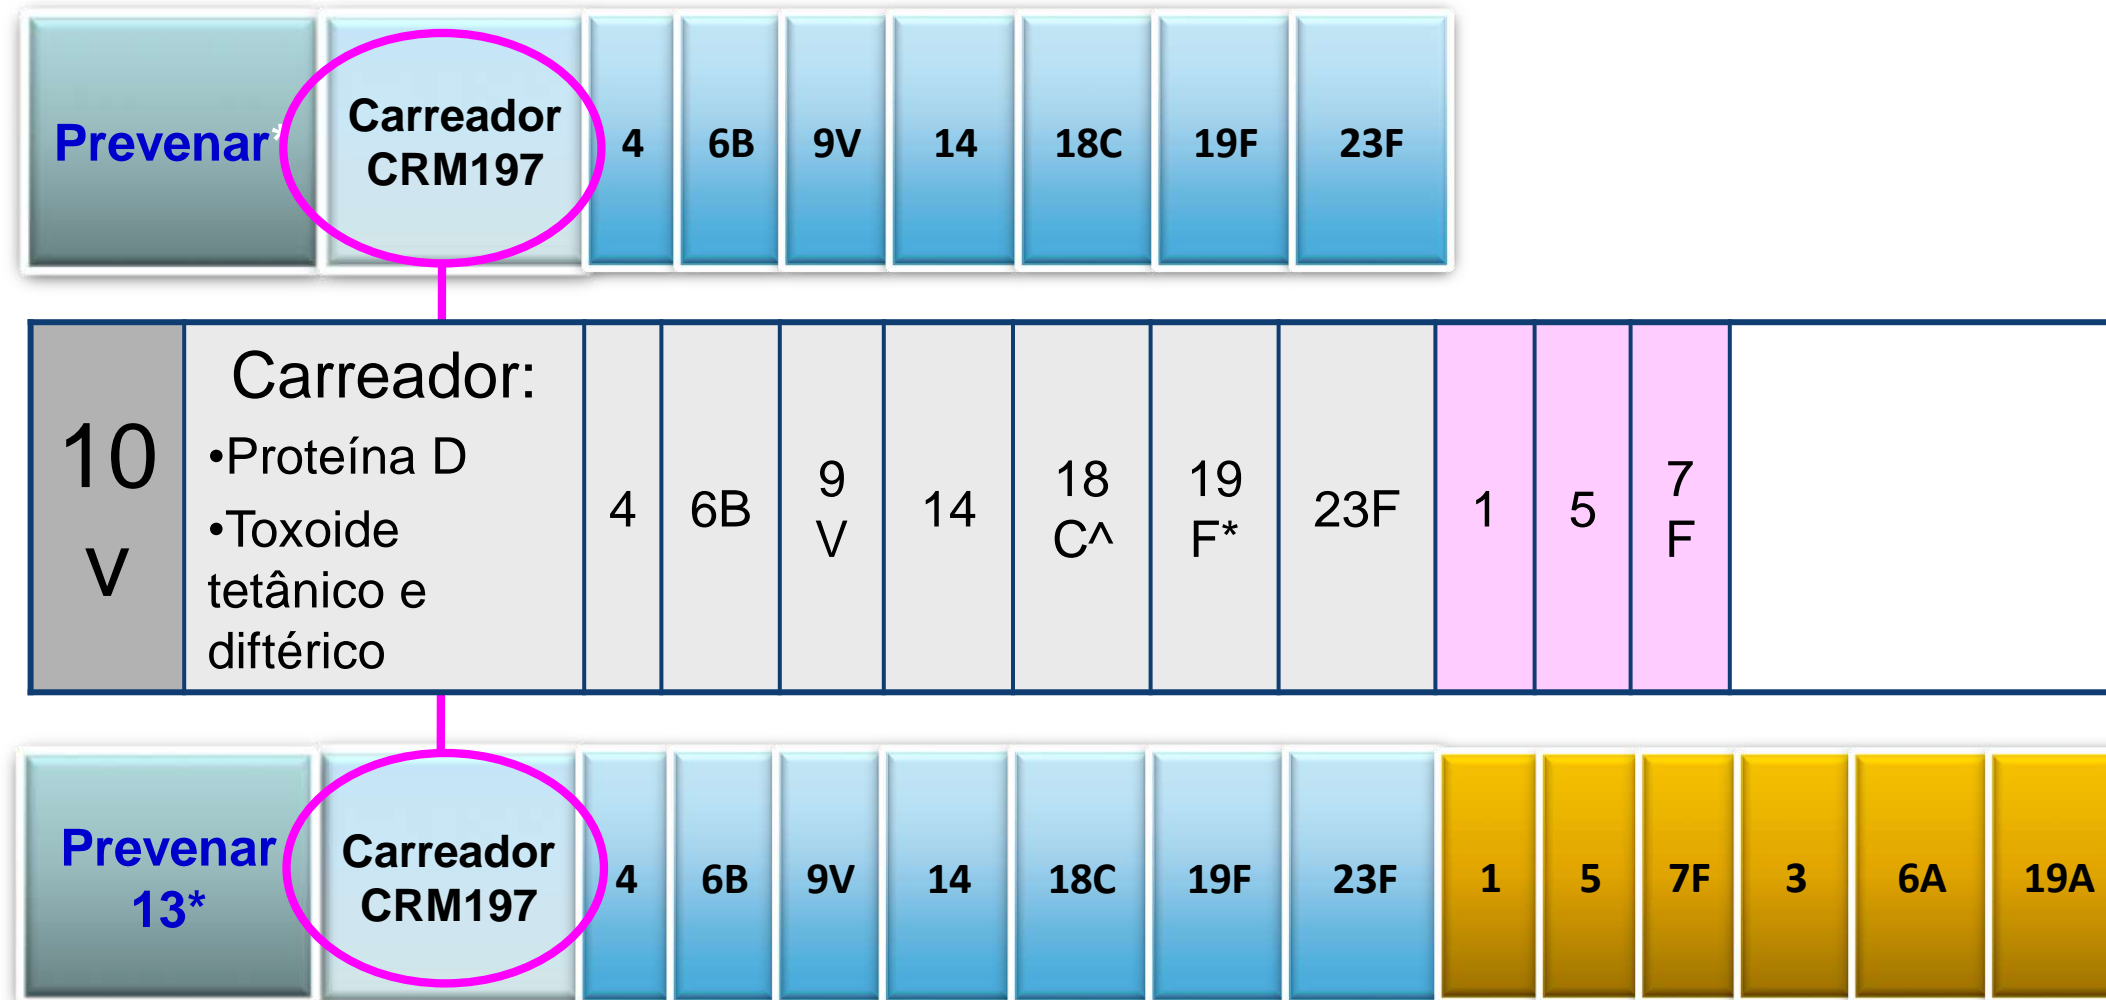 Prevenar*
Carreador
CRM197
4
6B
9V
14
18C
19F
23F
10
v
Carreador:
•Proteína D
•Toxoide
tetânico e
diftérico
4
6B
9
V
14
18
C^
19
F*
23F
1
5
7
F
Prevenar
13*
Carreador
CRM197
4
6B
9V
14
18C
19F
23F
1
5
7F
3
6A
19A